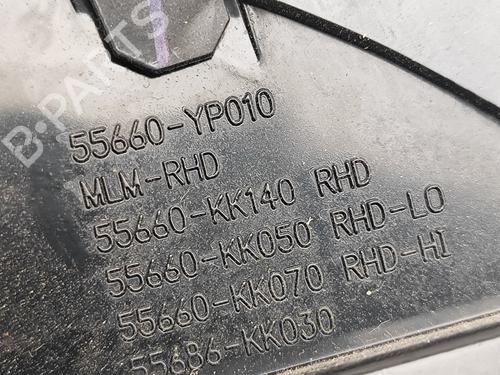 55660-YP010
MLM-RHD
55660-KK140 RHD
55660-KK050 RHD-LO
55660-KK070 RHD-HI
55686-KK030
B-PARTS